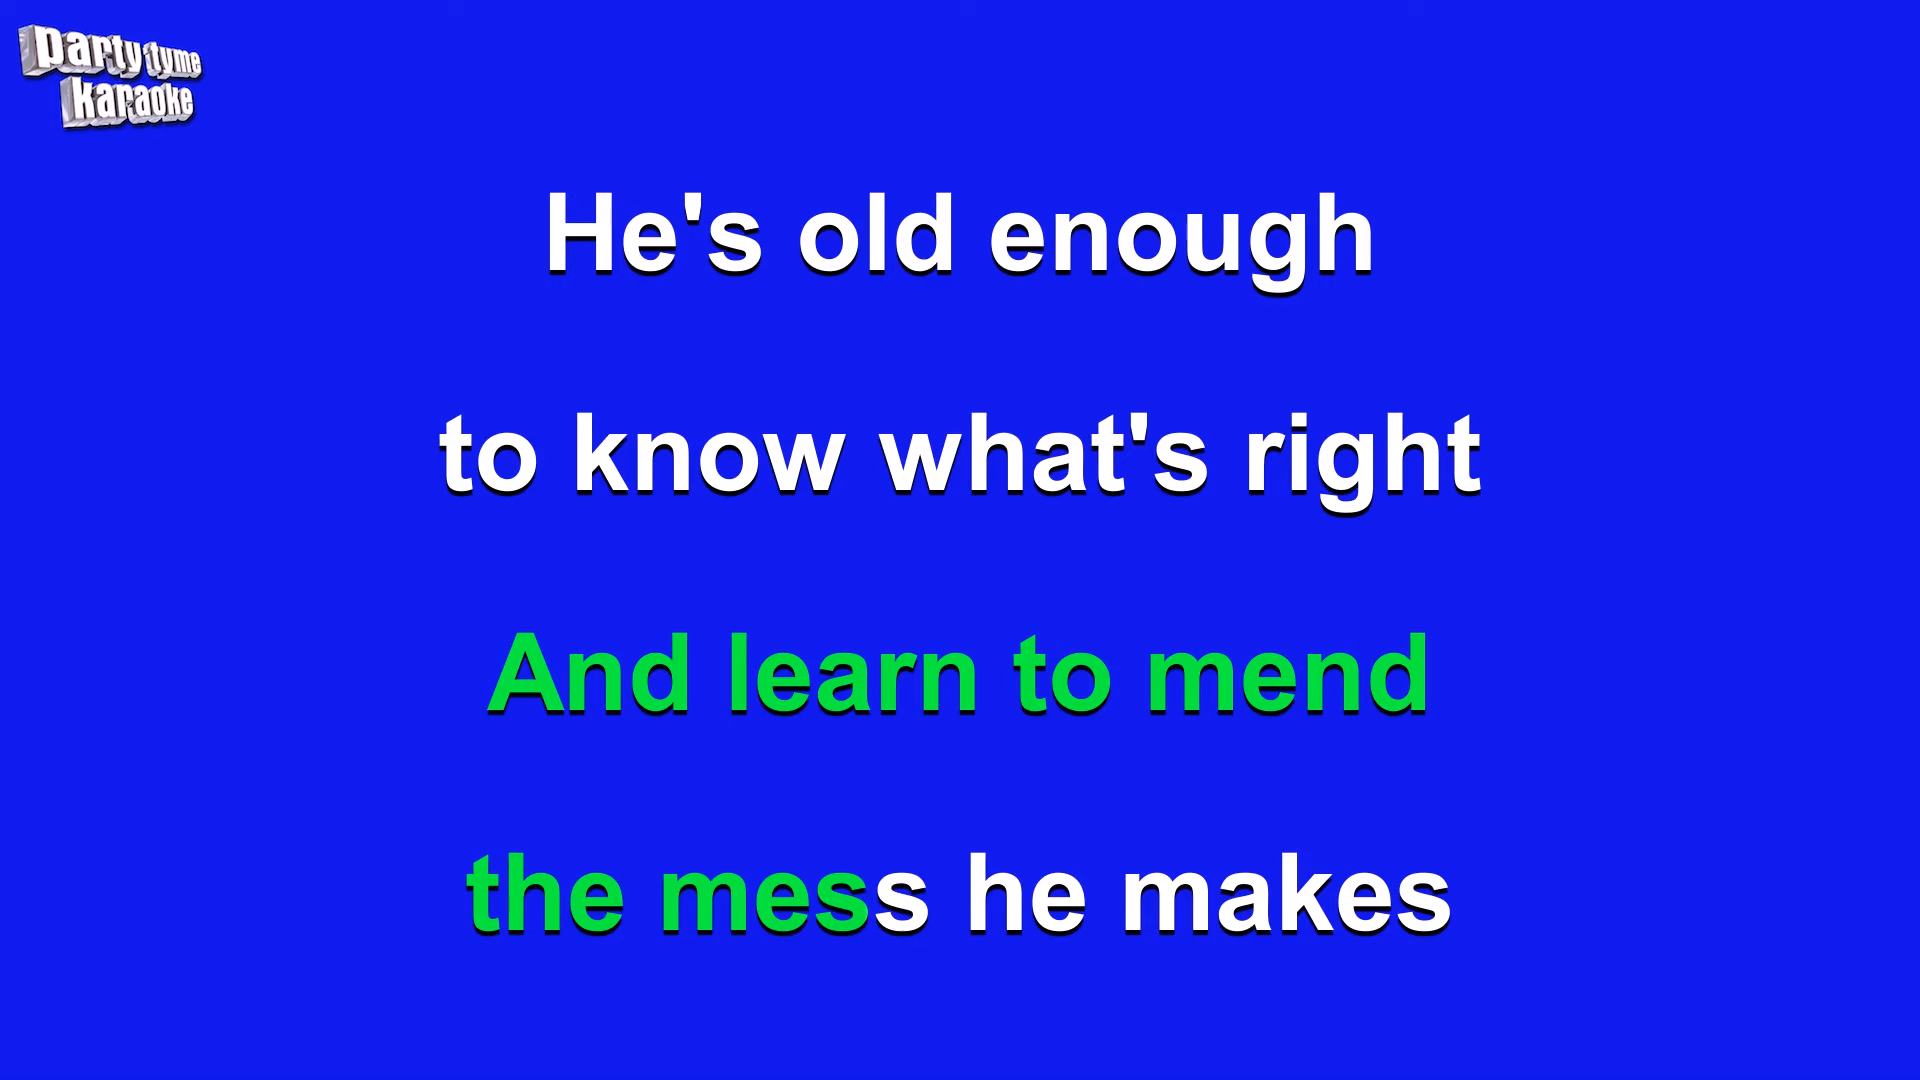 party tyme
karaoke
He's old enough
to know what's right
And learn to mend
the mess he makes